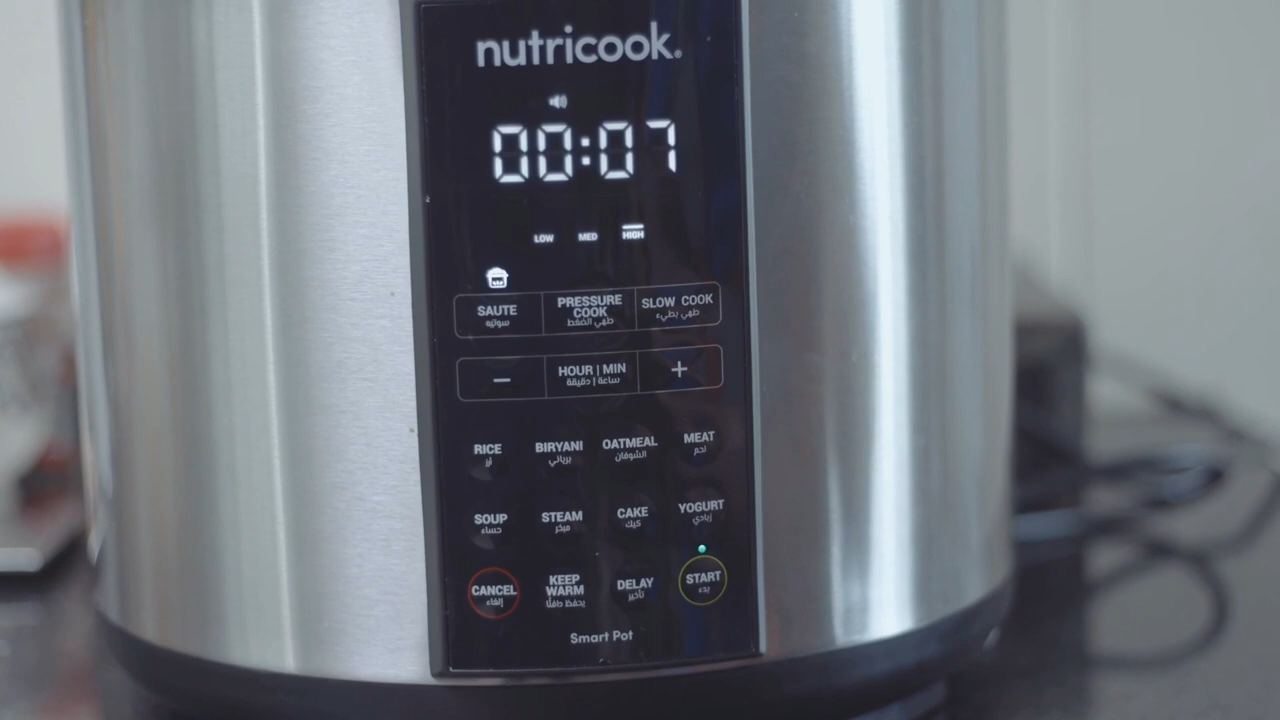 nutricook®
00:07
LOW MED HIGH
SAUTE PRESSURE COOK SLOW COOK
سوتيه طهي الضغط طهي بطيء
− HOUR | MIN +
ساعة | دقيقة
RICE BIRYANI OATMEAL MEAT
أرز برياني الشوفان لحم
SOUP STEAM CAKE YOGURT
حساء مبخر كيك زبادي
CANCEL KEEP WARM DELAY START
إلغاء يحفظ دافئًا تأخير بدء
Smart Pot